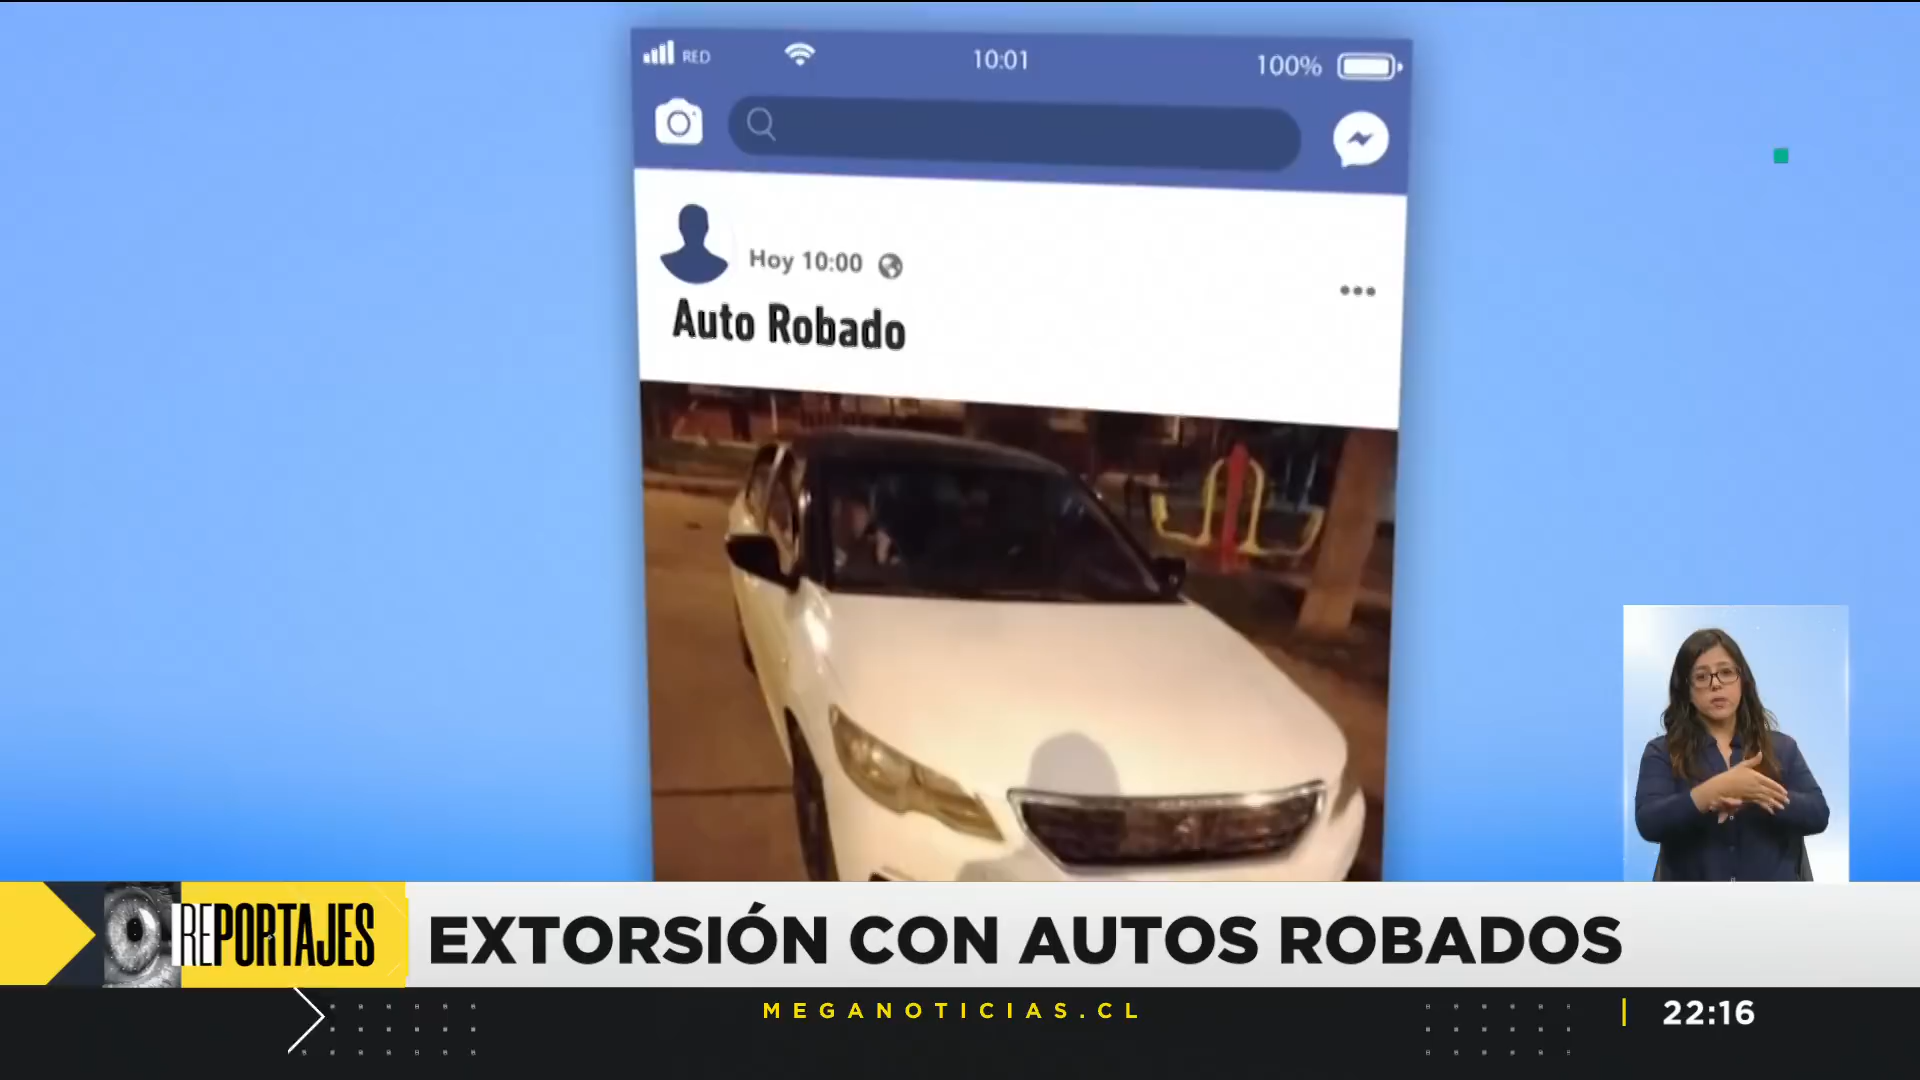 RED
10:01
100%
Hoy 10:00
Auto Robado
REPORTAJES
EXTORSIÓN CON AUTOS ROBADOS
MEGANOTICIAS.CL
22:16